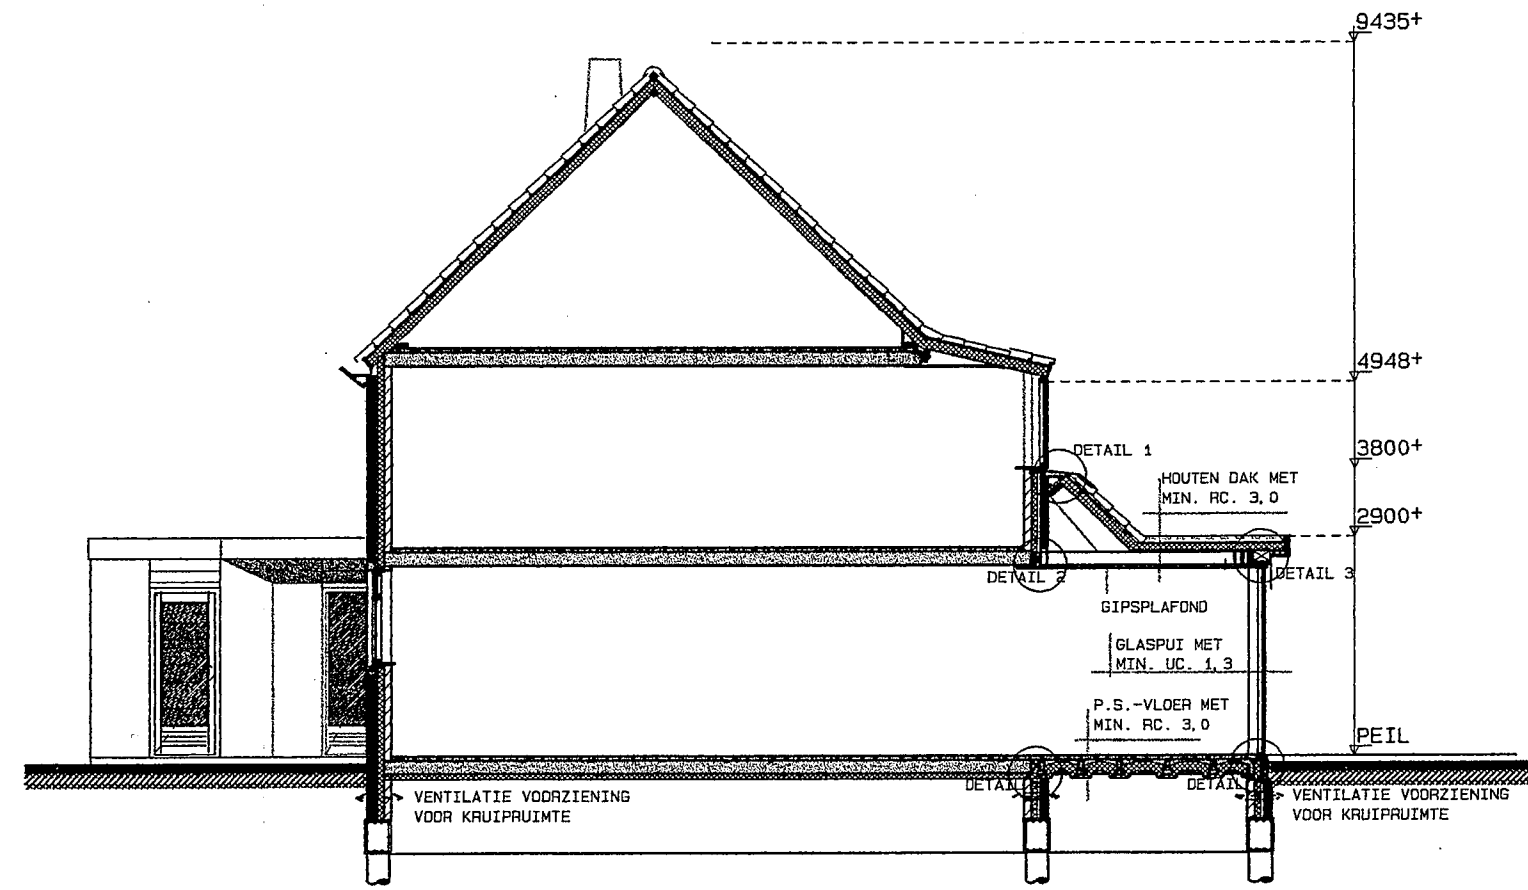 9435+
4948+
3800+
DETAIL 1
HOUTEN DAK MET
MIN. RC. 3,0
2900+
DETAIL 2
DETAIL 3
GIPSPLAFOND
GLASPUI MET
MIN. UC. 1,3
P.S.-VLOER MET
MIN. RC. 3,0
PEIL
DETAIL
DETAIL
VENTILATIE VOORZIENING
VOOR KRUIPRUIMTE
VENTILATIE VOORZIENING
VOOR KRUIPRUIMTE